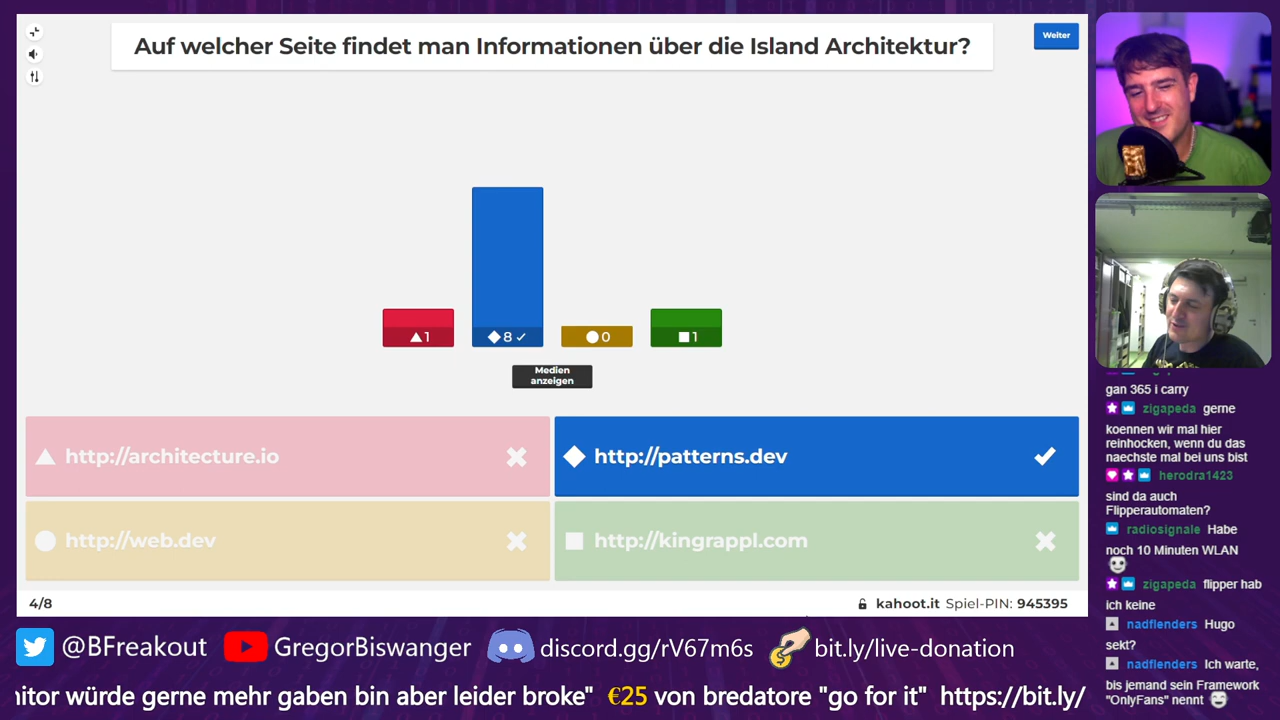 Auf welcher Seite findet man Informationen über die Island Architektur?
Weiter
1
8
0
1
Medien
anzeigen
http://architecture.io
http://patterns.dev
http://web.dev
http://kingrappl.com
4/8
kahoot.it Spiel-PIN: 945395
gan 365 i carry
zigapeda gerne
koennen wir mal hier
reinhocken, wenn du das
naechste mal bei uns bist
herodra1423
sind da auch
Flipperautomaten?
radiosignale Habe
noch 10 Minuten WLAN
zigapeda flipper hab
ich keine
nadflenders Hugo
sekt?
nadflenders Ich warte,
bis jemand sein Framework
"OnlyFans" nennt
@BFreakout
GregorBiswanger
discord.gg/rV67m6s
bit.ly/live-donation
würde gerne mehr gaben bin aber leider broke" €25 von bredatore "go for it" https://bit.ly/